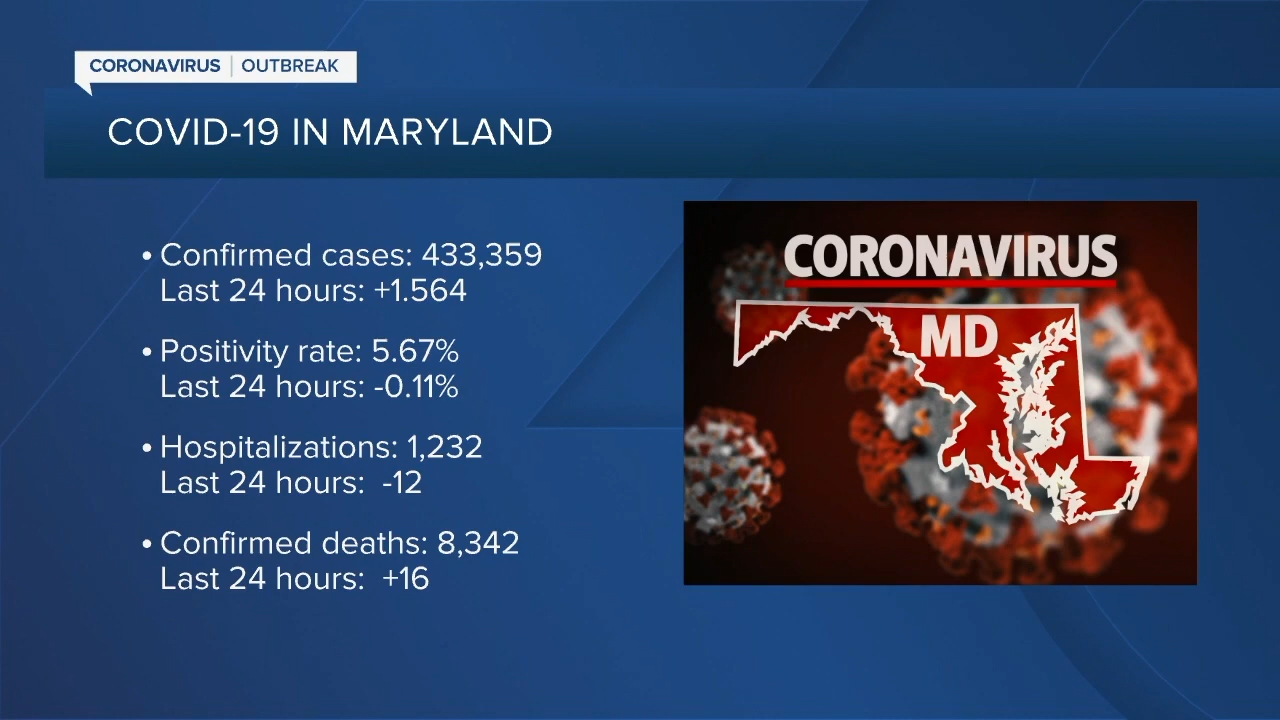 CORONAVIRUS | OUTBREAK
COVID-19 IN MARYLAND
• Confirmed cases: 433,359
Last 24 hours: +1.564
• Positivity rate: 5.67%
Last 24 hours: -0.11%
• Hospitalizations: 1,232
Last 24 hours:  -12
• Confirmed deaths: 8,342
Last 24 hours:  +16
CORONAVIRUS
MD